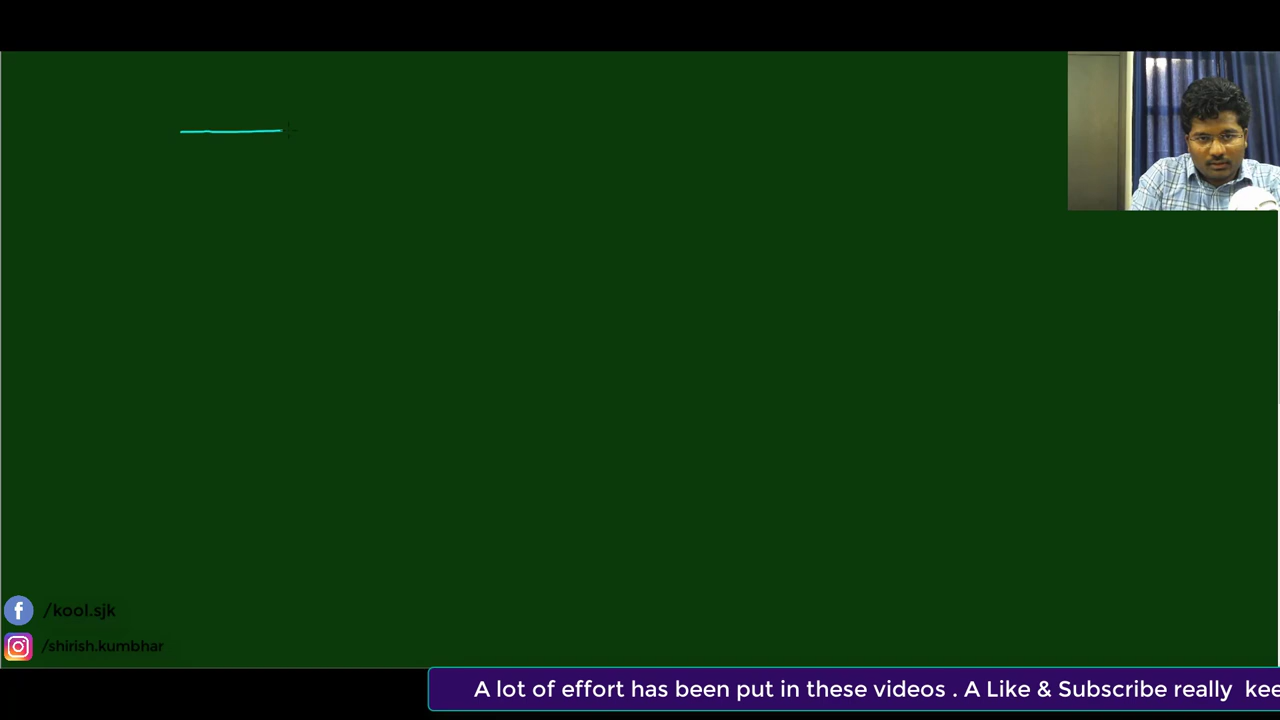 /kool.sjk
/shirish.kumbhar
A lot of effort has been put in these videos . A Like & Subscribe really kee